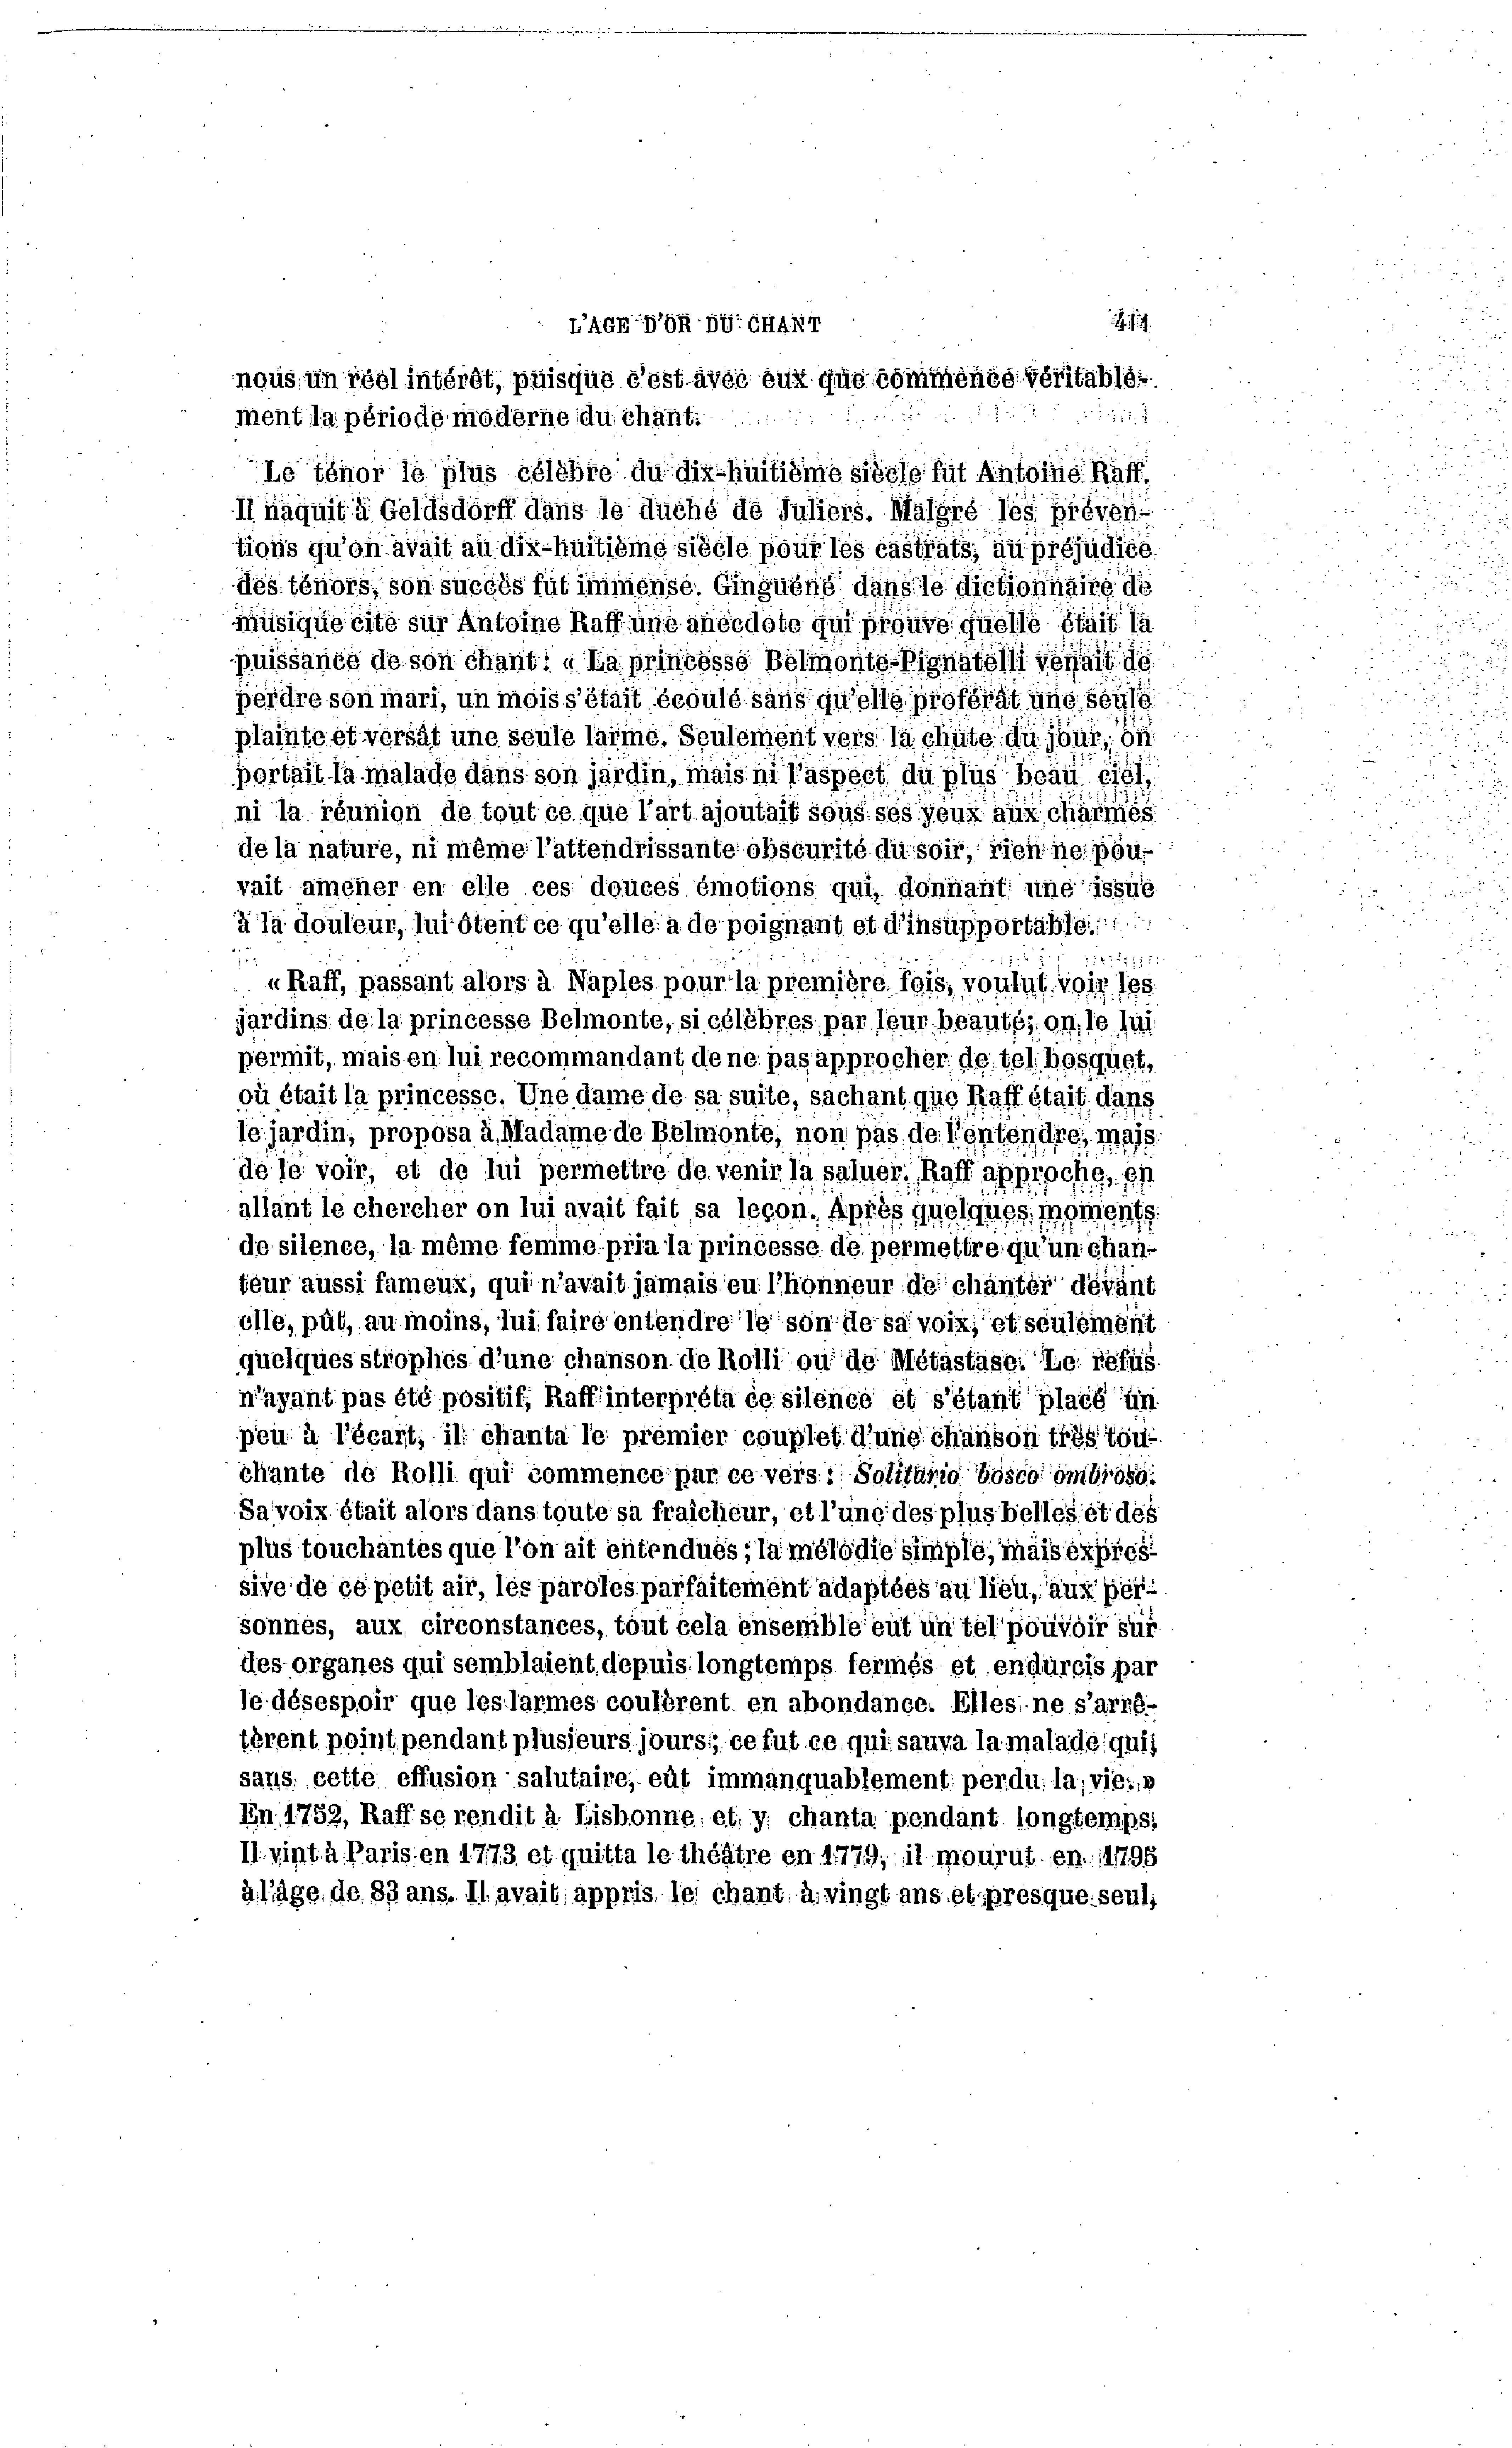 L'AGE D'OR DU CHANT
nous un réel intérêt, puisque c'est avec eux que commence véritable-
ment la période moderne du chant.
Le ténor le plus célèbre du dix-huitième siècle fut Antoine Raff.
Il naquit à Geldsdorff dans le duché de Juliers. Malgré les préven-
tions qu'on avait au dix-huitième siècle pour les castrats, au préjudice
des ténors, son succès fut immense. Ginguéné dans le dictionnaire de
musique cite sur Antoine Raff une anecdote qui prouve quelle était la
puissance de son chant : « La princesse Belmonte-Pignatelli venait de
perdre son mari, un mois s'était écoulé sans qu'elle proférât une seule
plainte et versât une seule larme. Seulement vers la chute du jour, on
portait la malade dans son jardin, mais ni l'aspect du plus beau ciel,
ni la réunion de tout ce que l'art ajoutait sous ses yeux aux charmes
de la nature, ni même l'attendrissante obscurité du soir, rien ne pou-
vait amener en elle ces douces émotions qui, donnant une issue
à la douleur, lui ôtent ce qu'elle a de poignant et d'insupportable.
« Raff, passant alors à Naples pour la première fois, voulut voir les
jardins de la princesse Belmonte, si célèbres par leur beauté; on le lui
permit, mais en lui recommandant de ne pas approcher de tel bosquet,
où était la princesse. Une dame de sa suite, sachant que Raff était dans
le jardin, proposa à Madame de Belmonte, non pas de l'entendre, mais
de le voir, et de lui permettre de venir la saluer. Raff approche, en
allant le chercher on lui avait fait sa leçon. Après quelques moments
de silence, la même femme pria la princesse de permettre qu'un chan-
teur aussi fameux, qui n'avait jamais eu l'honneur de chanter devant
elle, pût, au moins, lui faire entendre le son de sa voix, et seulement
quelques strophes d'une chanson de Rolli ou de Métastase. Le refus
n'ayant pas été positif, Raff interpréta ce silence et s'étant placé un
peu à l'écart, il chanta le premier couplet d'une chanson très tou-
chante de Rolli qui commence par ce vers : Solitario bosco ombroso.
Sa voix était alors dans toute sa fraîcheur, et l'une des plus belles et des
plus touchantes que l'on ait entendues ; la mélodie simple, mais expres-
sive de ce petit air, les paroles parfaitement adaptées au lieu, aux per-
sonnes, aux circonstances, tout cela ensemble eut un tel pouvoir sur
des organes qui semblaient depuis longtemps fermés et endurcis par
le désespoir que les larmes coulèrent en abondance. Elles ne s'arrê-
tèrent point pendant plusieurs jours ; ce fut ce qui sauva la malade qui,
sans cette effusion salutaire, eût immanquablement perdu la vie. »
En 1752, Raff se rendit à Lisbonne et y chanta pendant longtemps.
Il vint à Paris en 1773 et quitta le théâtre en 1779, il mourut en 1795
à l'âge de 83 ans. Il avait appris le chant à vingt ans et presque seul,